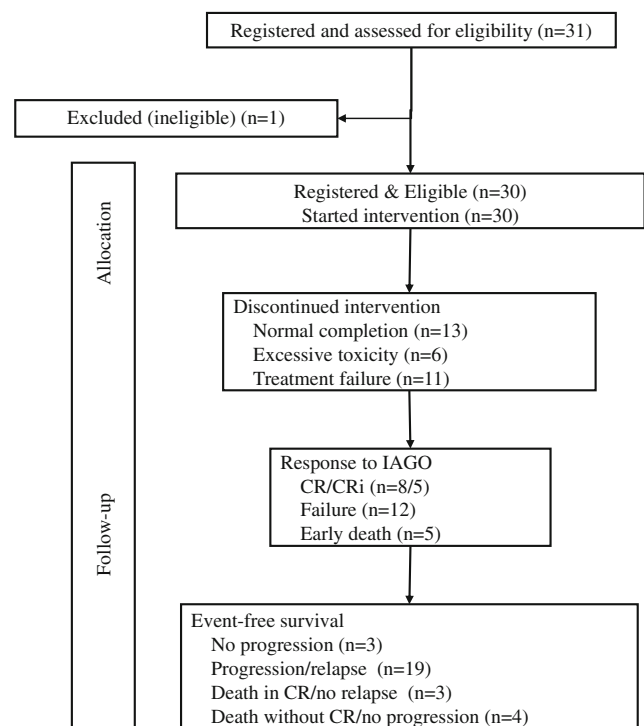 Registered and assessed for eligibility (n=31)
Excluded (ineligible) (n=1)
Allocation
Registered & Eligible (n=30)
Started intervention (n=30)
Discontinued intervention
Normal completion (n=13)
Excessive toxicity (n=6)
Treatment failure (n=11)
Follow-up
Response to IAGO
CR/CRi (n=8/5)
Failure (n=12)
Early death (n=5)
Event-free survival
No progression (n=3)
Progression/relapse (n=19)
Death in CR/no relapse (n=3)
Death without CR/no progression (n=4)